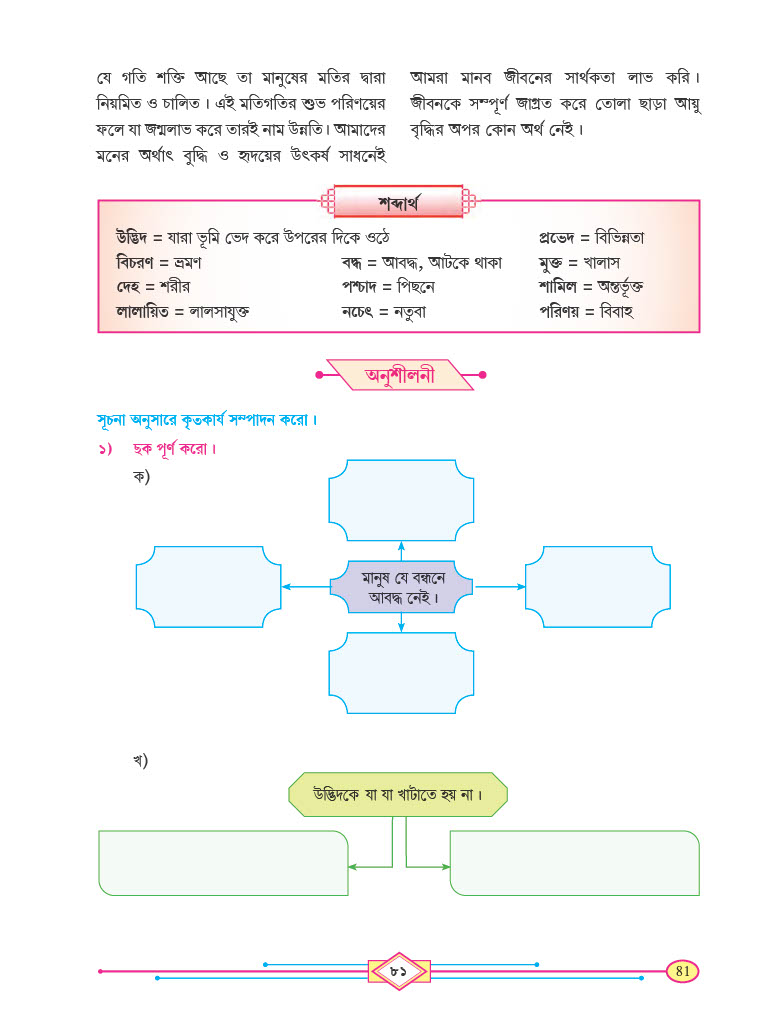 যে গতি শক্তি আছে তা মানুষের মতির দ্বারা
নিয়মিত ও চালিত। এই মতিগতির শুভ পরিণয়ের
ফলে যা জন্মলাভ করে তারই নাম উন্নতি। আমাদের
মনের অর্থাৎ বুদ্ধি ও হৃদয়ের উৎকর্ষ সাধনেই
আমরা মানব জীবনের সার্থকতা লাভ করি।
জীবনকে সম্পূর্ণ জাগ্রত করে তোলা ছাড়া আয়ু
বৃদ্ধির অপর কোন অর্থ নেই।
শব্দার্থ
উদ্ভিদ = যারা ভূমি ভেদ করে উপরের দিকে ওঠে
প্রভেদ = বিভিন্নতা
বিচরণ = ভ্রমণ
বদ্ধ = আবদ্ধ, আটকে থাকা
মুক্ত = খালাস
দেহ = শরীর
পশ্চাদ = পিছনে
শামিল = অন্তর্ভূক্ত
লালায়িত = লালসাযুক্ত
নচেৎ = নতুবা
পরিণয় = বিবাহ
অনুশীলনী
সূচনা অনুসারে কৃতকার্য সম্পাদন করো।
১) ছক পূর্ণ করো।
ক)
মানুষ যে বন্ধনে
আবদ্ধ নেই।
খ)
উদ্ভিদকে যা যা খাটাতে হয় না।
৮১
81